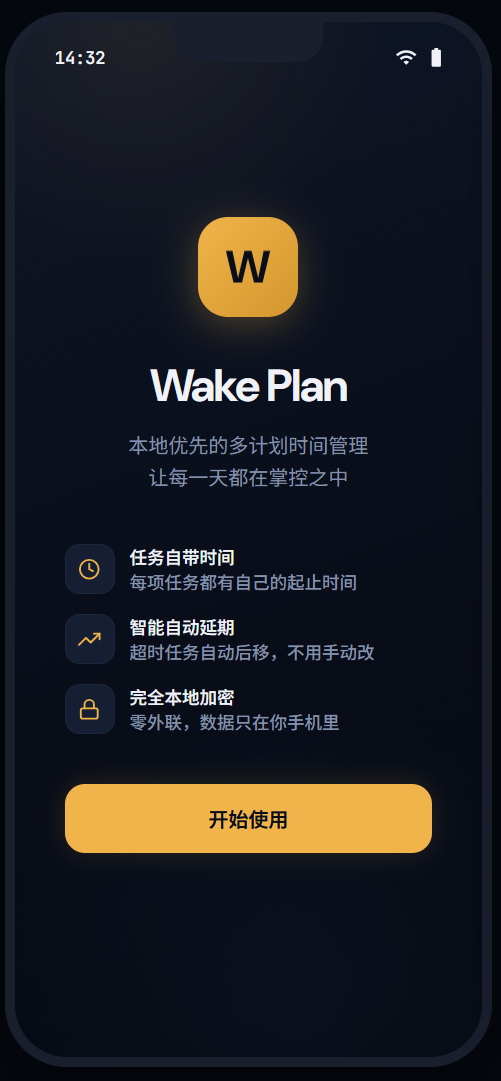 14:32
W
Wake Plan
本地优先的多计划时间管理
让每一天都在掌控之中
任务自带时间
每项任务都有自己的起止时间
智能自动延期
超时任务自动后移，不用手动改
完全本地加密
零外联，数据只在你手机里
开始使用